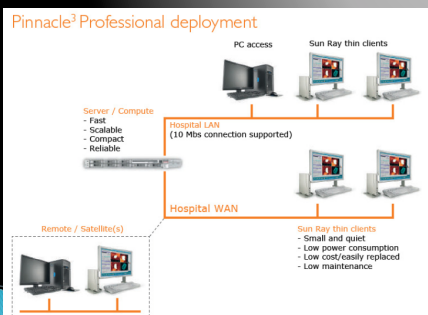 Pinnacle³ Professional deployment
PC access
Sun Ray thin clients
Server / Compute
- Fast
- Scalable
- Compact
- Reliable
Hospital LAN
(10 Mbs connection supported)
Hospital WAN
Remote / Satellite(s)
Sun Ray thin clients
- Small and quiet
- Low power consumption
- Low cost/easily replaced
- Low maintenance